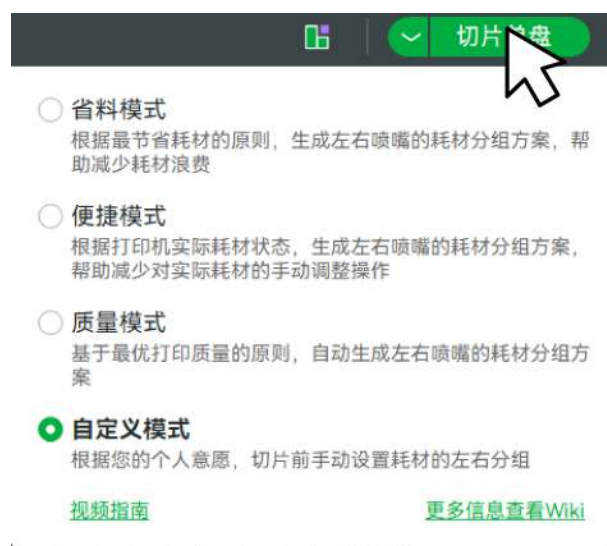 切片单盘
省料模式
根据最节省耗材的原则，生成左右喷嘴的耗材分组方案，帮
助减少耗材浪费
便捷模式
根据打印机实际耗材状态，生成左右喷嘴的耗材分组方案，
帮助减少对实际耗材的手动调整操作
质量模式
基于最优打印质量的原则，自动生成左右喷嘴的耗材分组方
案
自定义模式
根据您的个人意愿，切片前手动设置耗材的左右分组
视频指南 更多信息查看Wiki